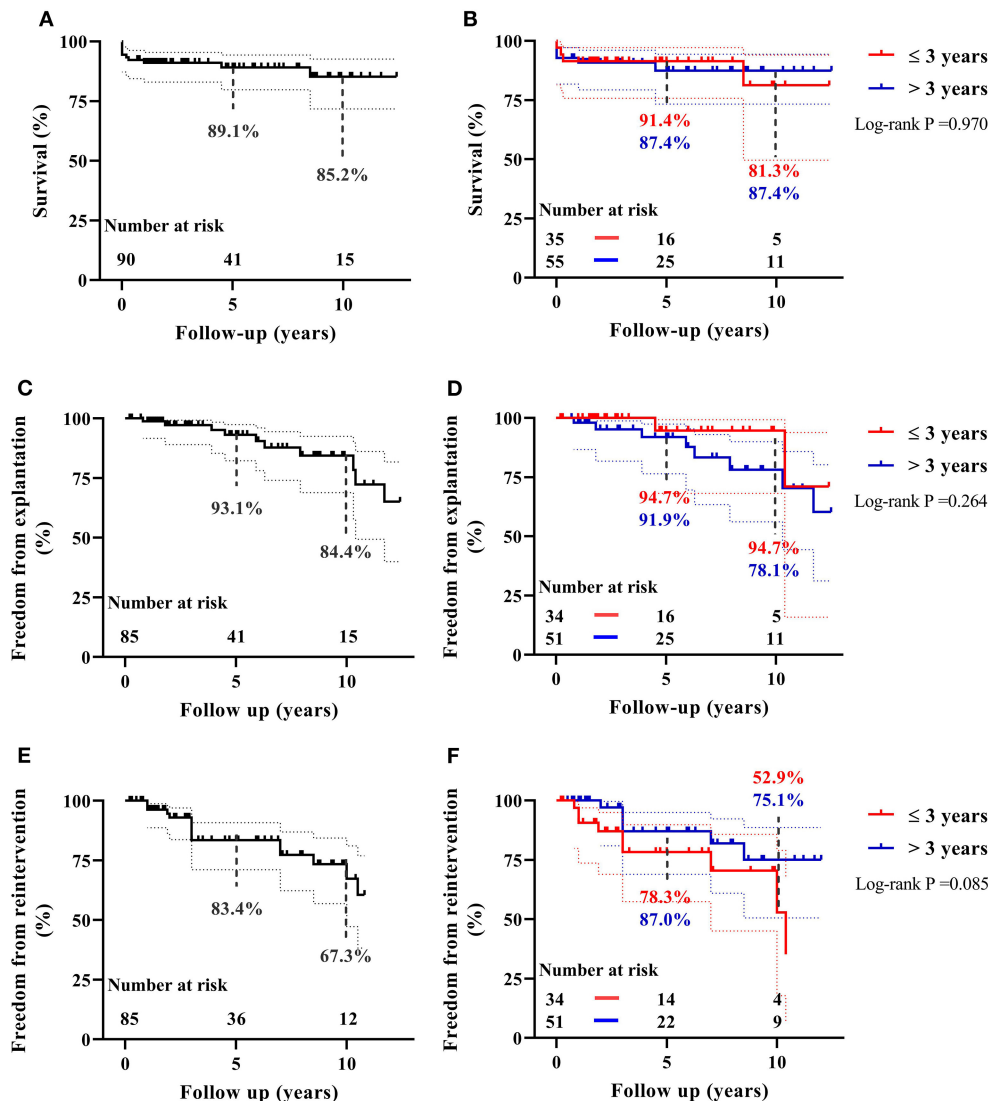 A
100
75
50
25
0
Survival (%)
89.1%
85.2%
Number at risk
90 41 15
0 5 10
Follow-up (years)
B
100
75
50
25
0
Survival (%)
91.4%
87.4%
81.3%
87.4%
Number at risk
35 16 5
55 25 11
0 5 10
Follow-up (years)
≤ 3 years
> 3 years
Log-rank P =0.970
C
100
75
50
25
0
Freedom from explantation
(%)
93.1%
84.4%
Number at risk
85 41 15
0 5 10
Follow up (years)
D
100
75
50
25
0
Freedom from explantation
(%)
94.7%
91.9%
94.7%
78.1%
Number at risk
34 16 5
51 25 11
0 5 10
Follow-up (years)
≤ 3 years
> 3 years
Log-rank P =0.264
E
100
75
50
25
0
Freedom from reintervention
(%)
83.4%
67.3%
Number at risk
85 36 12
0 5 10
Follow up (years)
F
100
75
50
25
0
Freedom from reintervention
(%)
52.9%
75.1%
78.3%
87.0%
Number at risk
34 14 4
51 22 9
0 5 10
Follow up (years)
≤ 3 years
> 3 years
Log-rank P =0.085